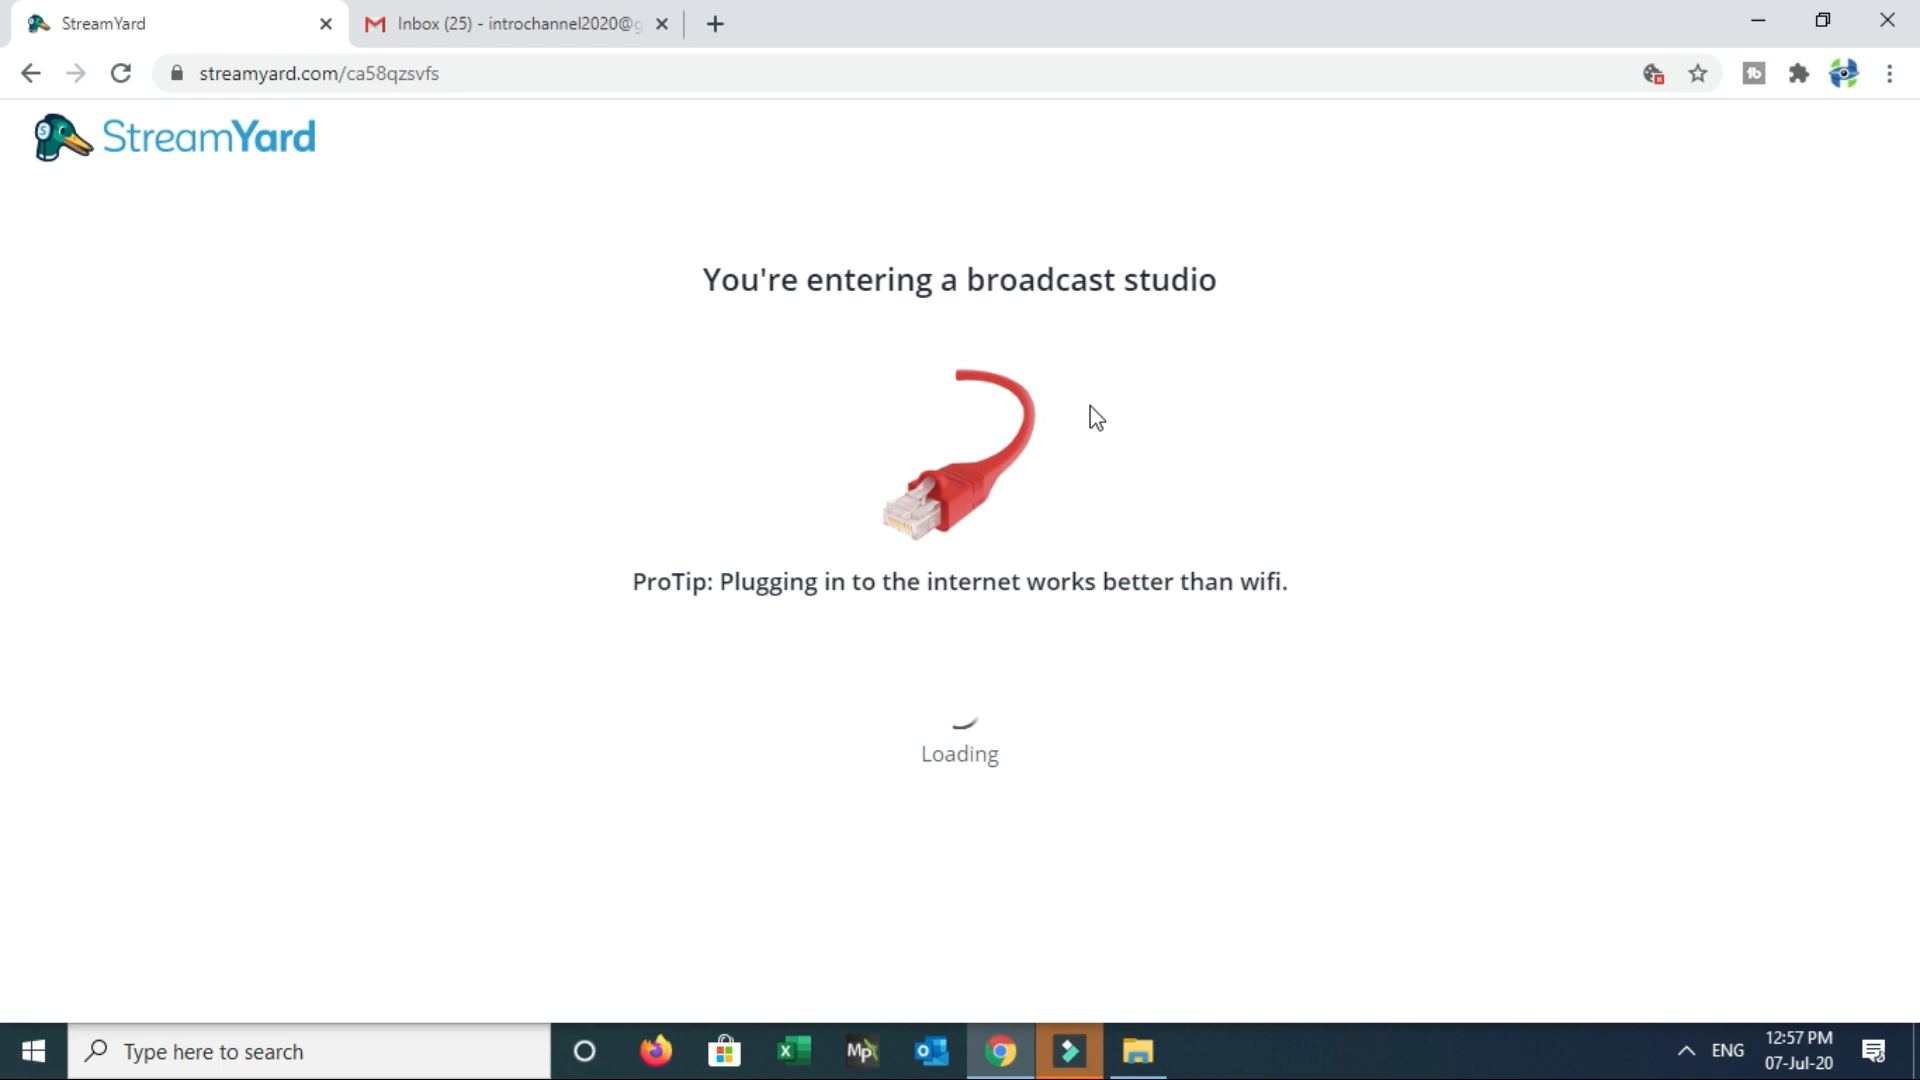 StreamYard
Inbox (25) - introchannel2020@g
streamyard.com/ca58qzsvfs
StreamYard
You're entering a broadcast studio
ProTip: Plugging in to the internet works better than wifi.
Loading
Type here to search
ENG
12:57 PM
07-Jul-20